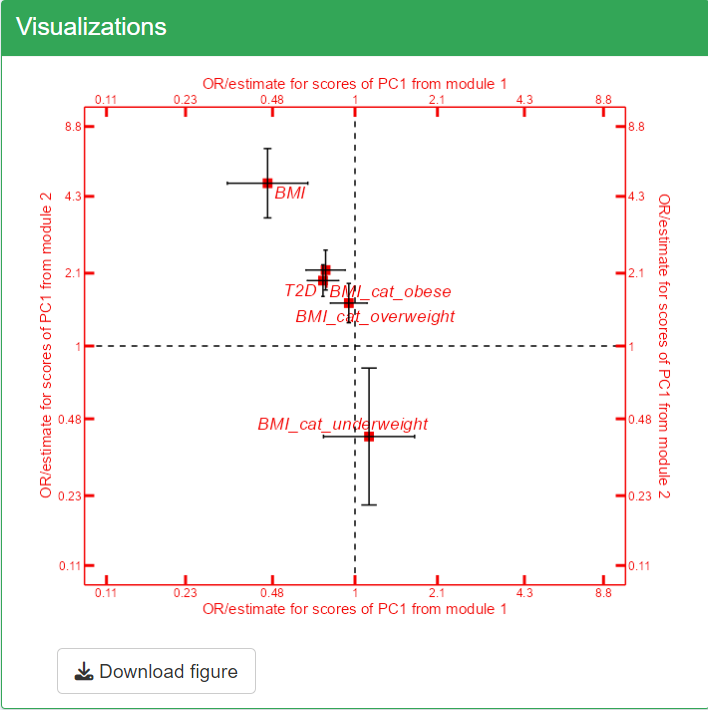 Visualizations
OR/estimate for scores of PC1 from module 1
0.11 0.23 0.48 1 2.1 4.3 8.8
8.8 8.8
4.3 4.3
BMI
2.1 2.1
T2D BMI_cat_obese
BMI_cat_overweight
1 1
0.48 0.48
BMI_cat_underweight
0.23 0.23
0.11 0.11
OR/estimate for scores of PC1 from module 2
OR/estimate for scores of PC1 from module 2
0.11 0.23 0.48 1 2.1 4.3 8.8
OR/estimate for scores of PC1 from module 1
Download figure